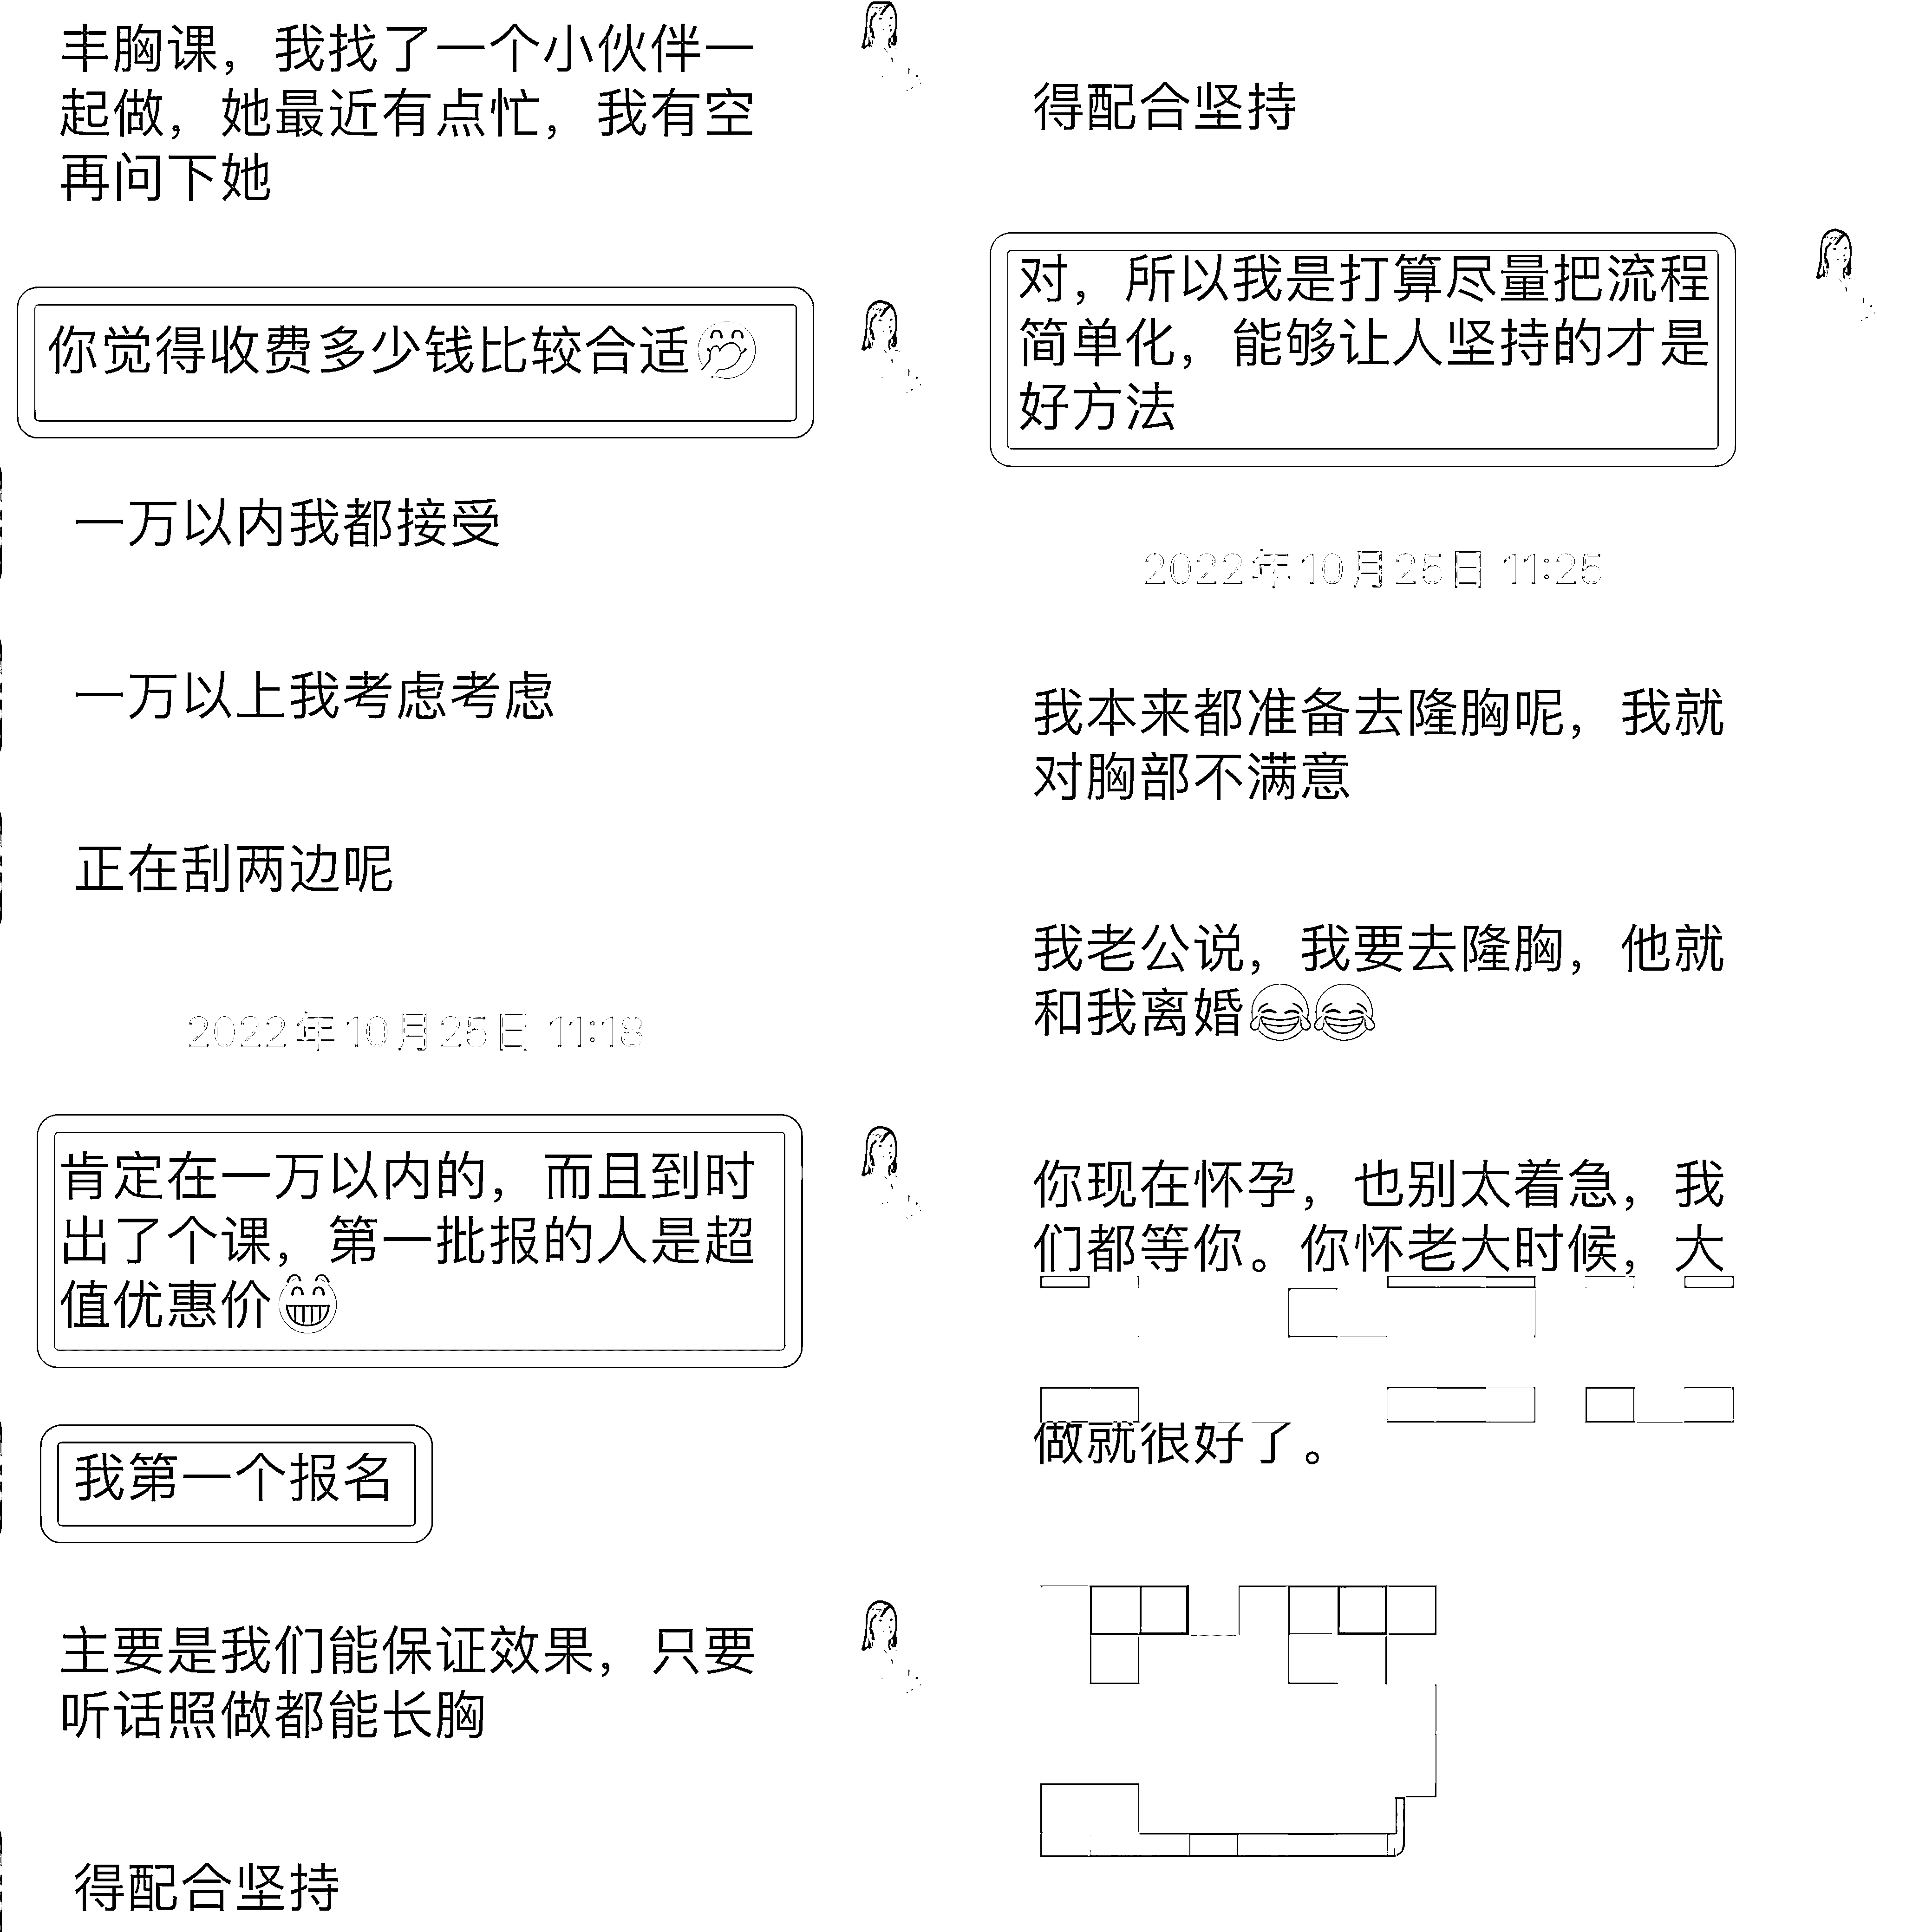 丰胸课，我找了一个小伙伴一
起做，她最近有点忙，我有空
再问下她
你觉得收费多少钱比较合适🤭
一万以内我都接受
一万以上我考虑考虑
正在刮两边呢
2022年10月25日 11:18
肯定在一万以内的，而且到时
出了个课，第一批报的人是超
值优惠价😁
我第一个报名
主要是我们能保证效果，只要
听话照做都能长胸
得配合坚持
得配合坚持
对，所以我是打算尽量把流程
简单化，能够让人坚持的才是
好方法
2022年10月25日 11:25
我本来都准备去隆胸呢，我就
对胸部不满意
我老公说，我要去隆胸，他就
和我离婚😂😂
你现在怀孕，也别太着急，我
们都等你。你怀老大时候，大
做就很好了。